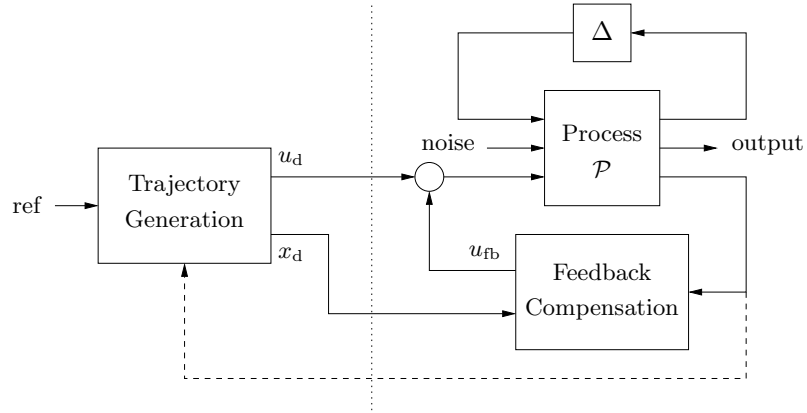 Δ
noise
Process
P
output
ref
Trajectory
Generation
u_d
x_d
u_fb
Feedback
Compensation